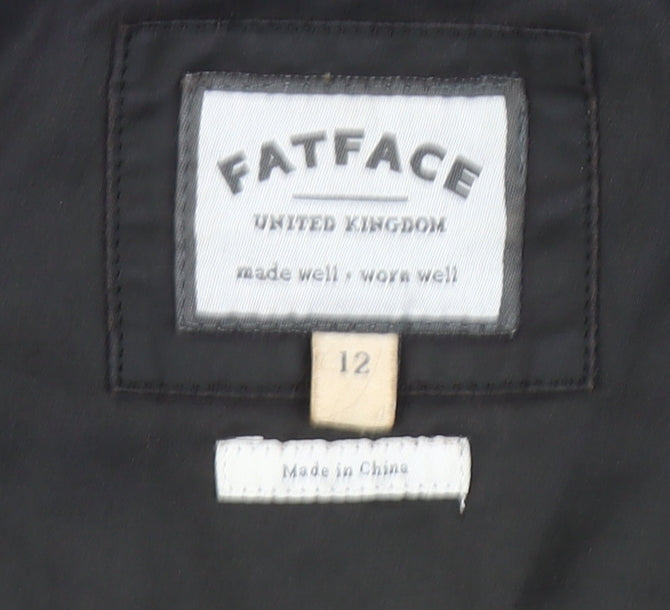 FATFACE
UNITED KINGDOM
made well • worn well
12
Made in China